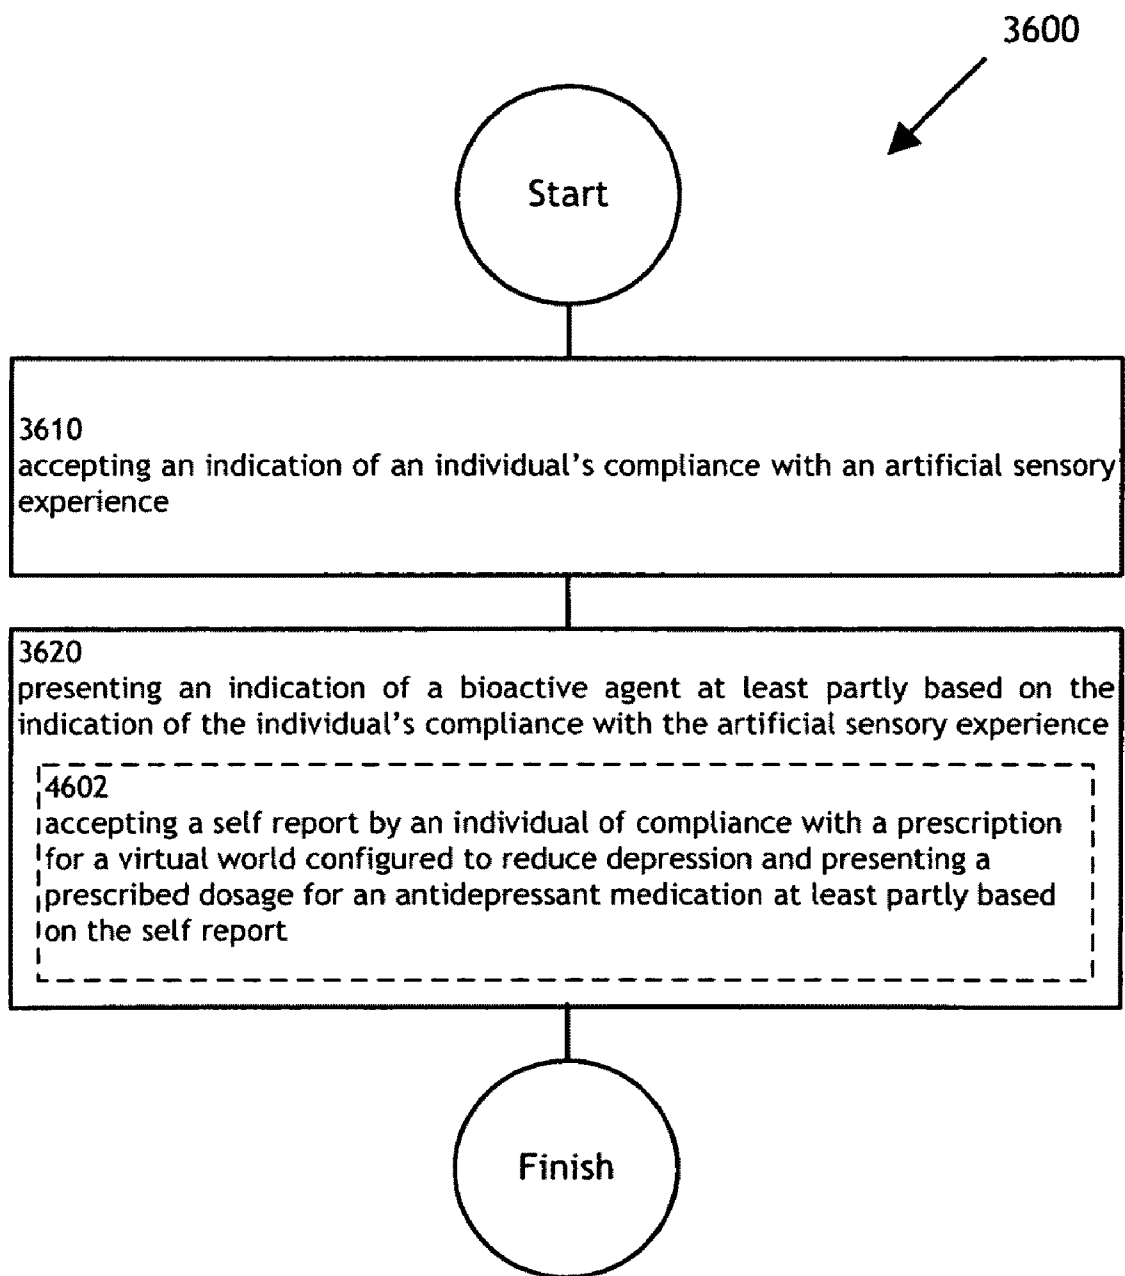 3600
Start
3610
accepting an indication of an individual's compliance with an artificial sensory
experience
3620
presenting an indication of a bioactive agent at least partly based on the
indication of the individual's compliance with the artificial sensory experience
4602
accepting a self report by an individual of compliance with a prescription
for a virtual world configured to reduce depression and presenting a
prescribed dosage for an antidepressant medication at least partly based
on the self report
Finish